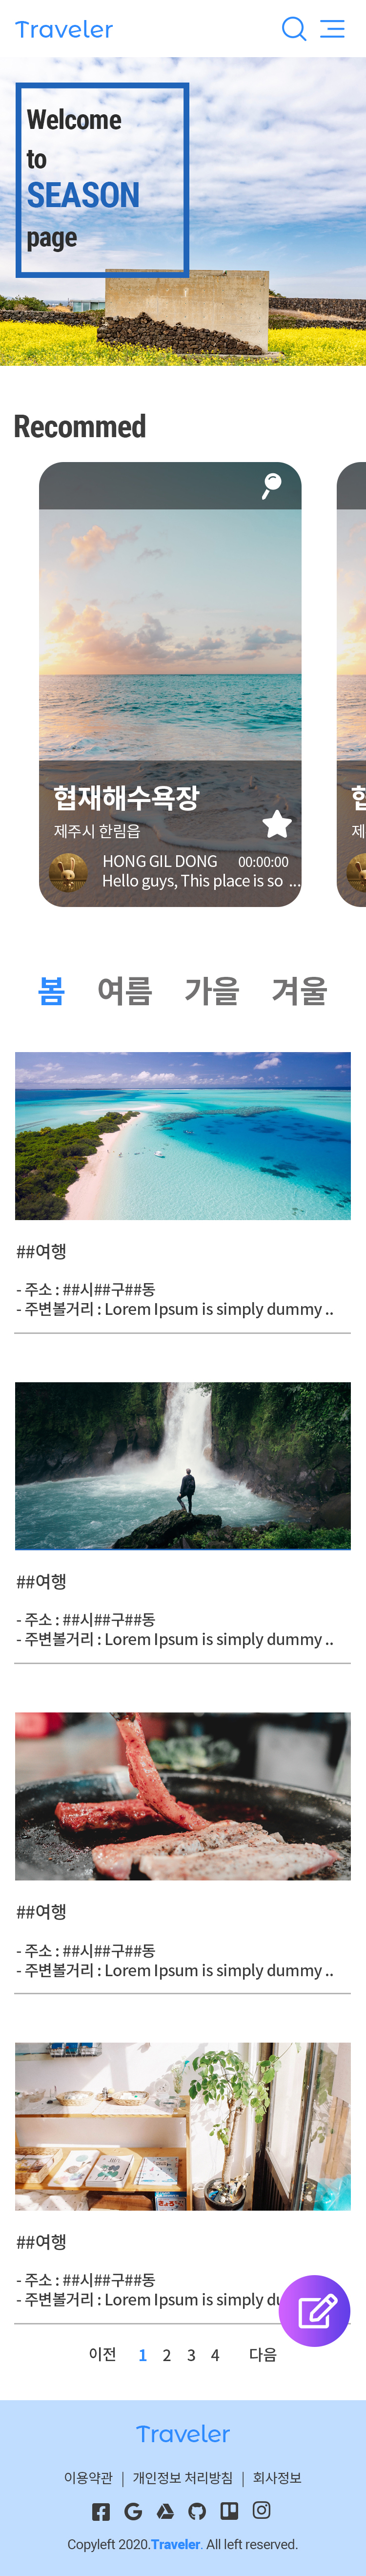 Traveler
Welcome
to
SEASON
page
Recommed
협재해수욕장
제주시 한림읍
HONG GIL DONG 00:00:00
Hello guys, This place is so ...
제
봄 여름 가을 겨울
##여행
- 주소 : ##시##구##동
- 주변볼거리 : Lorem Ipsum is simply dummy ..
##여행
- 주소 : ##시##구##동
- 주변볼거리 : Lorem Ipsum is simply dummy ..
##여행
- 주소 : ##시##구##동
- 주변볼거리 : Lorem Ipsum is simply dummy ..
##여행
- 주소 : ##시##구##동
- 주변볼거리 : Lorem Ipsum is simply du
이전 1 2 3 4 다음
Traveler
이용약관 | 개인정보 처리방침 | 회사정보
Copyleft 2020.Traveler. All left reserved.